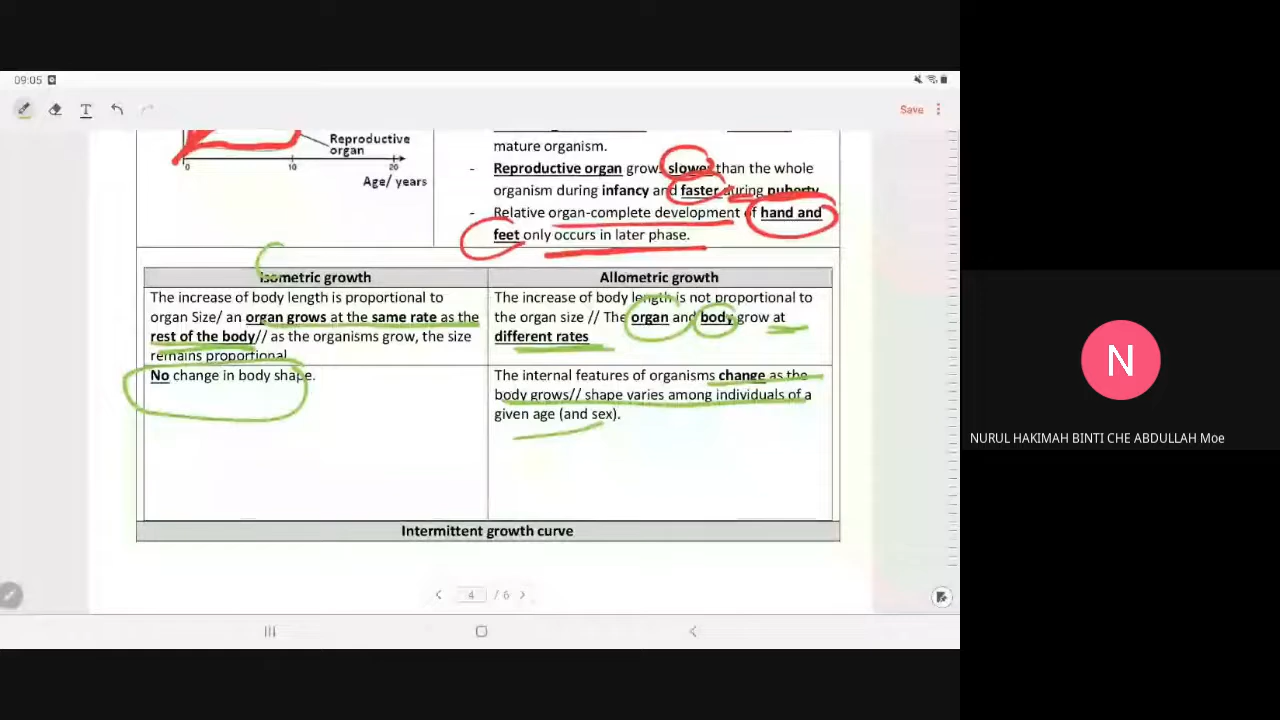 09:05
T
Save
Reproductive
organ
0 10 20
Age/ years
mature organism.
- Reproductive organ grows slower than the whole
organism during infancy and faster during puberty.
- Relative organ-complete development of hand and
feet only occurs in later phase.
Isometric growth
The increase of body length is proportional to
organ Size/ an organ grows at the same rate as the
rest of the body// as the organisms grow, the size
remains proportional
No change in body shape.
Allometric growth
The increase of body length is not proportional to
the organ size // The organ and body grow at
different rates
The internal features of organisms change as the
body grows// shape varies among individuals of a
given age (and sex).
Intermittent growth curve
4 / 6
N
NURUL HAKIMAH BINTI CHE ABDULLAH Moe